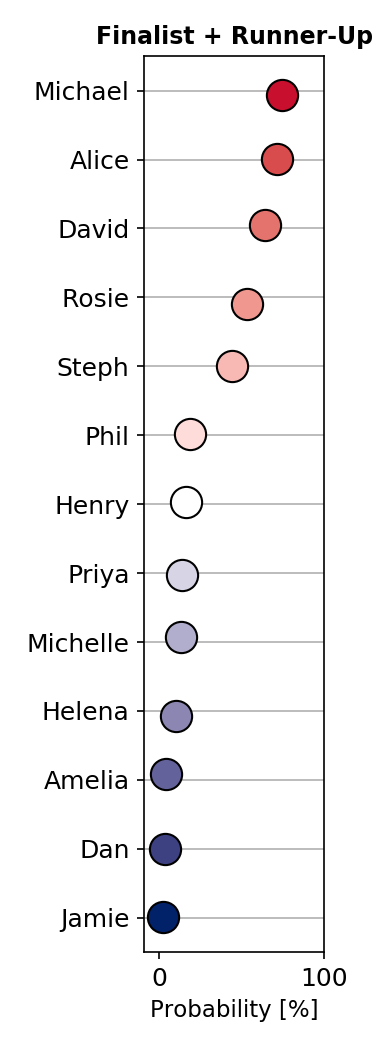 Finalist + Runner-Up
Michael
Alice
David
Rosie
Steph
Phil
Henry
Priya
Michelle
Helena
Amelia
Dan
Jamie
0 100
Probability [%]